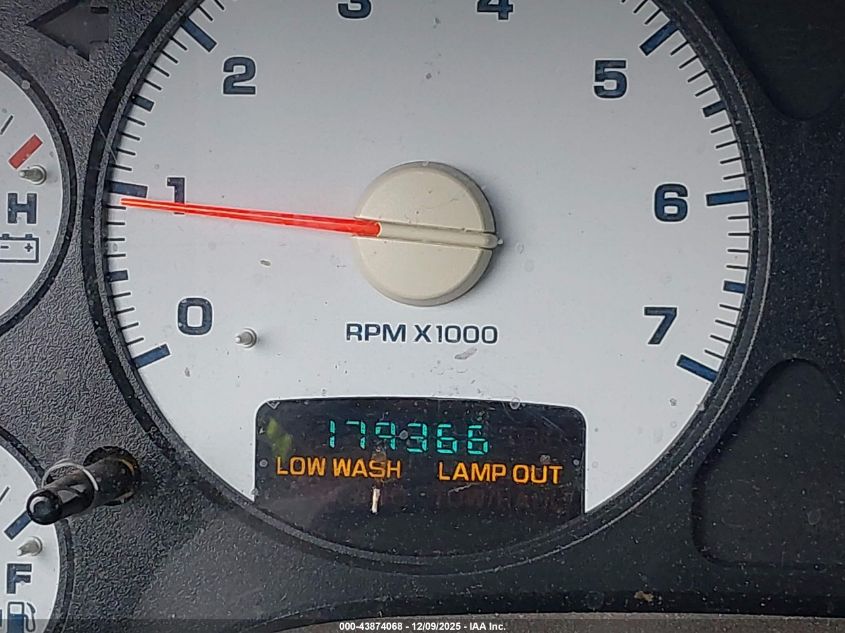 3 4
2 5
1 6
H
0 7
RPM X1000
179366
LOW WASH LAMP OUT
F
000-43874068 - 12/09/2025 - IAA Inc.